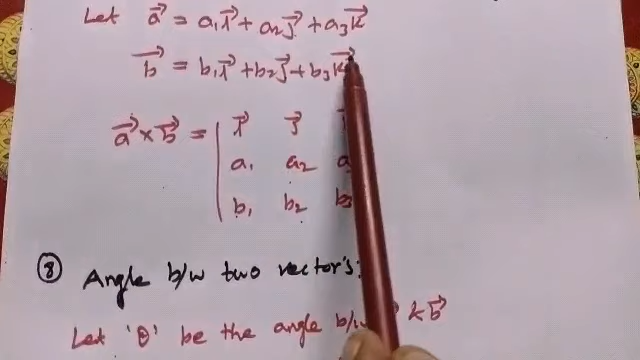 Let a⃗ = a₁i⃗ + a₂j⃗ + a₃k⃗
b⃗ = b₁i⃗ + b₂j⃗ + b₃k⃗
a⃗ × b⃗ = | i⃗ j⃗
a₁ a₂
b₁ b₂ b₃
⑧ Angle b/w two vector's:
Let 'θ' be the angle b/w & b⃗